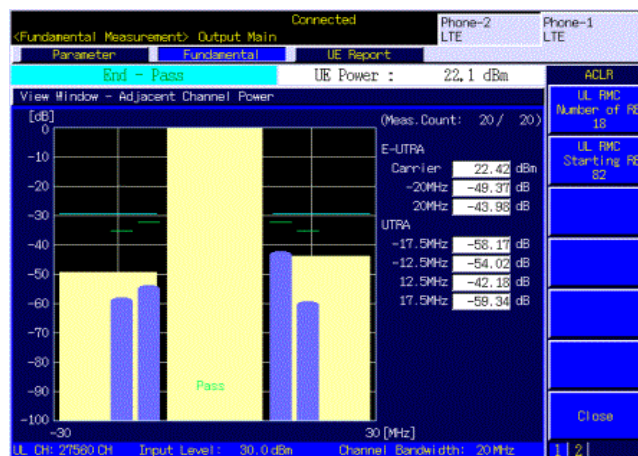 Connected
Phone-2
LTE
Phone-1
LTE
<Fundamental Measurement> Output Main
Parameter
Fundamental
UE Report
End - Pass
UE Power : 22.1 dBm
ACLR
View Window - Adjacent Channel Power
UL RMC
Number of RB
18
UL RMC
Starting RB
82
[dB]
(Meas.Count: 20/ 20)
0
-10
-20
-30
-40
-50
-60
-70
-80
-90
-100
E-UTRA
Carrier 22.42 dBm
-20MHz -49.37 dB
20MHz -43.98 dB
UTRA
-17.5MHz -58.17 dB
-12.5MHz -54.02 dB
12.5MHz -42.18 dB
17.5MHz -59.34 dB
Pass
-30
30 [MHz]
Close
UL CH: 27560 CH Input Level: 30.0 dBm Channel Bandwidth: 20 MHz
1 2